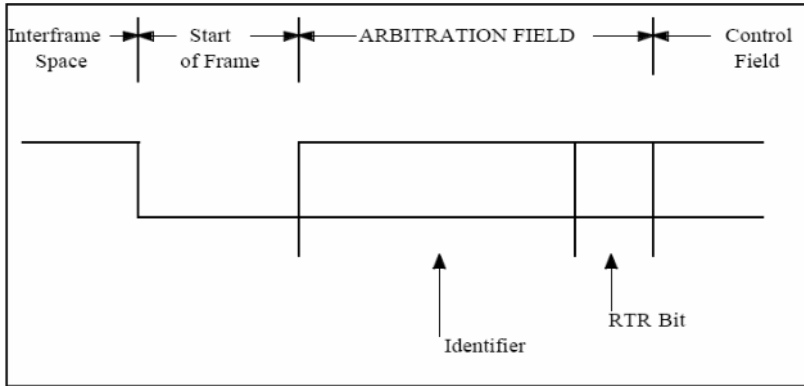 Interframe Space
Start of Frame
ARBITRATION FIELD
Control Field
RTR Bit
Identifier